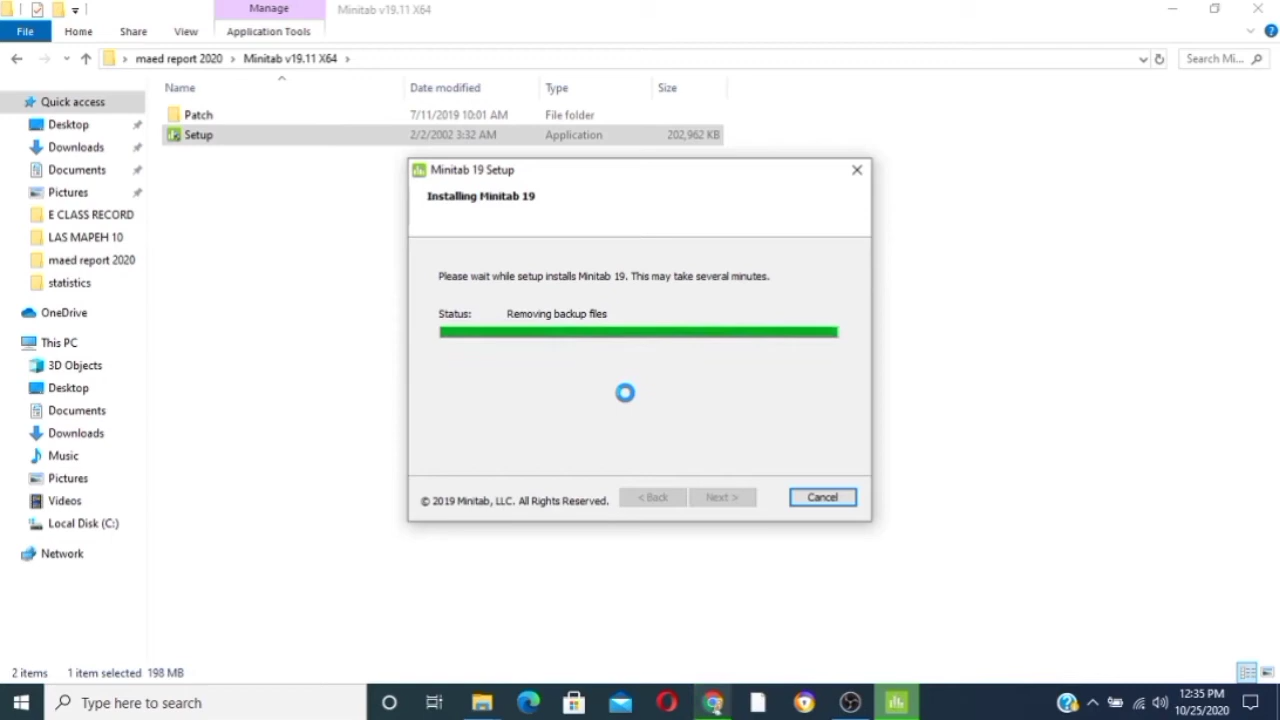 Manage
Minitab v19.11 X64
File
Home
Share
View
Application Tools
maed report 2020
Minitab v19.11 X64
Search Mi...
Name
Date modified
Type
Size
Quick access
Patch
7/11/2019 10:01 AM
File folder
Desktop
Setup
2/2/2002 3:32 AM
Application
202,962 KB
Downloads
Documents
Pictures
E CLASS RECORD
LAS MAPEH 10
maed report 2020
statistics
OneDrive
This PC
3D Objects
Desktop
Documents
Downloads
Music
Pictures
Videos
Local Disk (C:)
Network
Minitab 19 Setup
Installing Minitab 19
Please wait while setup installs Minitab 19. This may take several minutes.
Status: Removing backup files
© 2019 Minitab, LLC. All Rights Reserved.
< Back
Next >
Cancel
2 items
1 item selected 198 MB
Type here to search
12:35 PM
10/25/2020